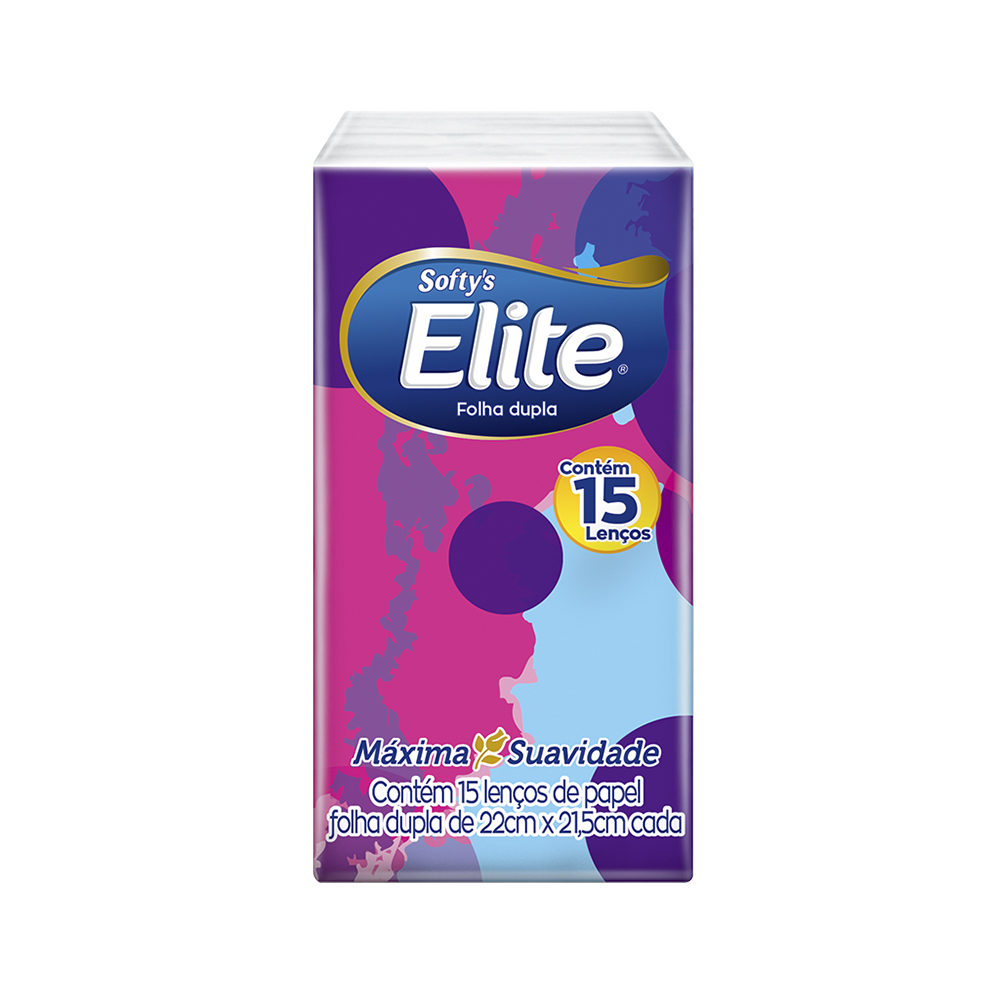 Softy's
Elite®
Folha dupla
Contém
15
Lenços
Máxima Suavidade
Contém 15 lenços de papel
folha dupla de 22cm x 21,5cm cada